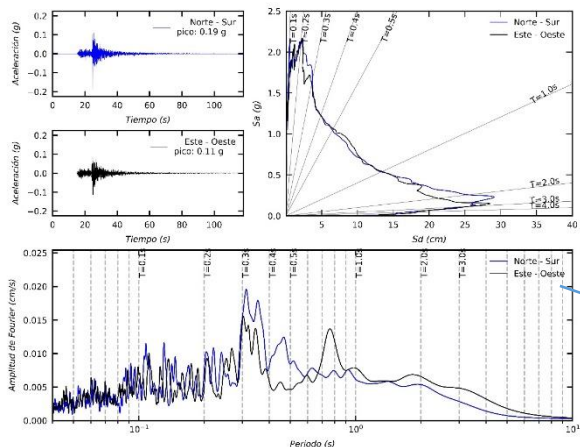 Aceleración (g)
0.2
0.1
0.0
−0.1
−0.2
Norte - Sur
pico: 0.19 g
0 20 40 60 80 100
Tiempo (s)
Aceleración (g)
0.2
0.1
0.0
−0.1
−0.2
Este - Oeste
pico: 0.11 g
0 20 40 60 80 100
Tiempo (s)
Sa (g)
2.5
2.0
1.5
1.0
0.5
0.0
T=0.1s
T=0.2s
T=0.3s
T=0.4s
T=0.5s
T=1.0s
T=2.0s
T=3.0s
T=4.0s
Norte - Sur
Este - Oeste
0 5 10 15 20 25 30 35 40
Sd (cm)
Amplitud de Fourier (cm/s)
0.025
0.020
0.015
0.010
0.005
0.000
T=0.1s
T=0.2s
T=0.3s
T=0.4s
T=0.5s
T=1.0s
T=2.0s
T=3.0s
Norte - Sur
Este - Oeste
10⁻¹ 10⁰ 10¹
Periodo (s)